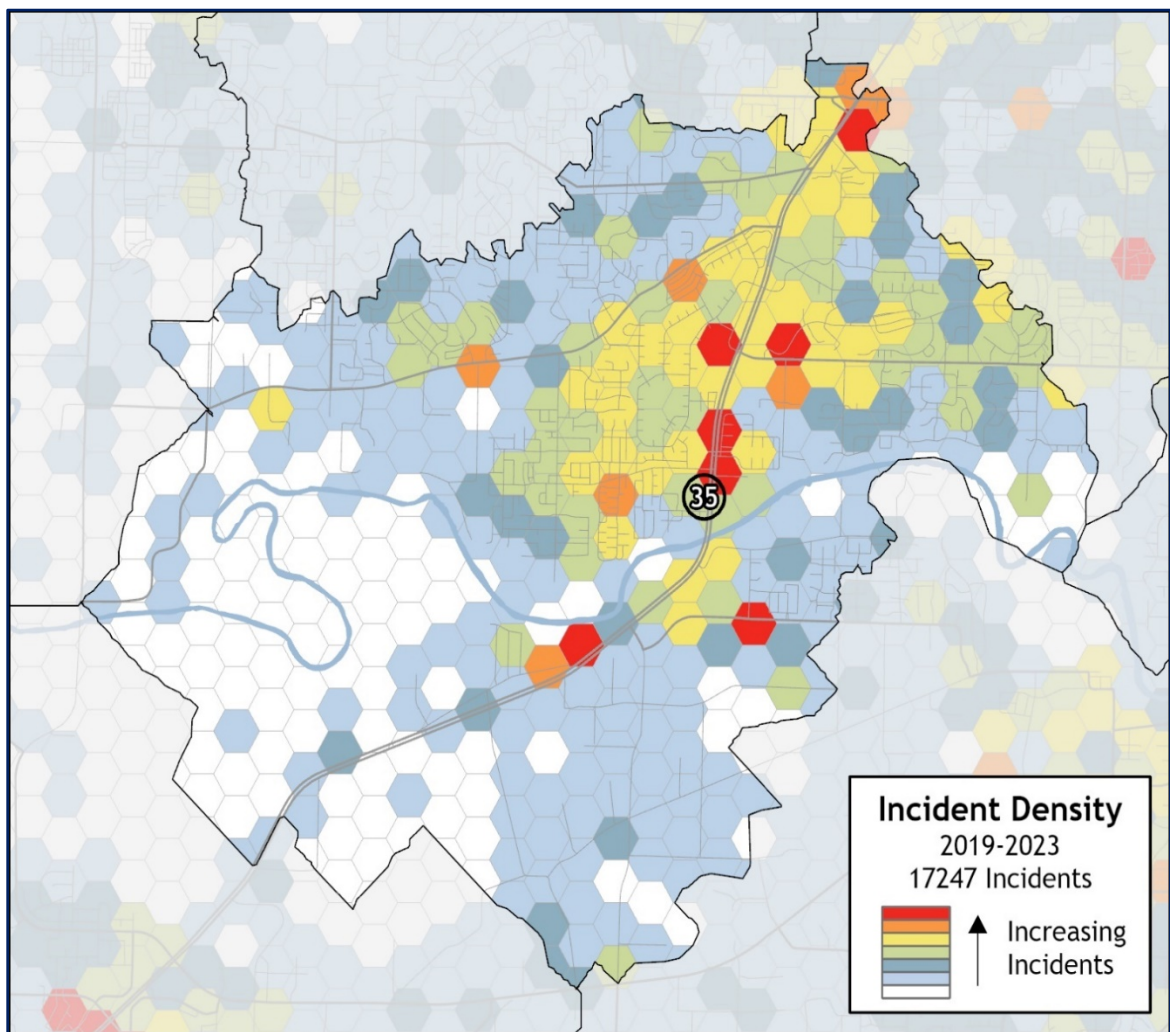 35
Incident Density
2019-2023
17247 Incidents
Increasing
Incidents